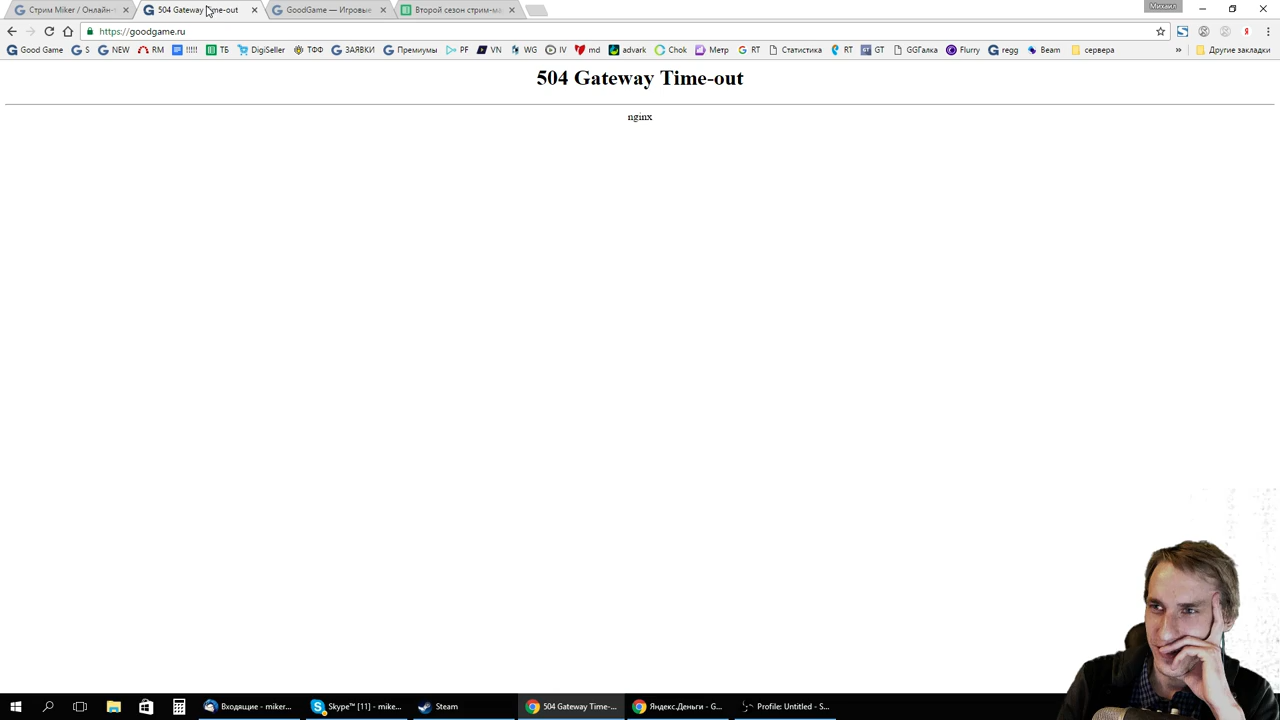 Стрим Miker / Онлайн-т
504 Gateway Time-out
GoodGame — Игровые
Второй сезон стрим-ма
Михаил
https://goodgame.ru
Good Game G S NEW RM !!!!! ТБ DigiSeller ТФФ ЗАЯВКИ Премиумы PF VN WG IV md advark Chok Метр RT Статистика RT GT GGГалка Flurry regg Beam сервера » Другие закладки
504 Gateway Time-out
nginx
Входящие - miker...
Skype™ [11] - mike...
Steam
504 Gateway Time-...
Яндекс.Деньги - G...
Profile: Untitled - S...